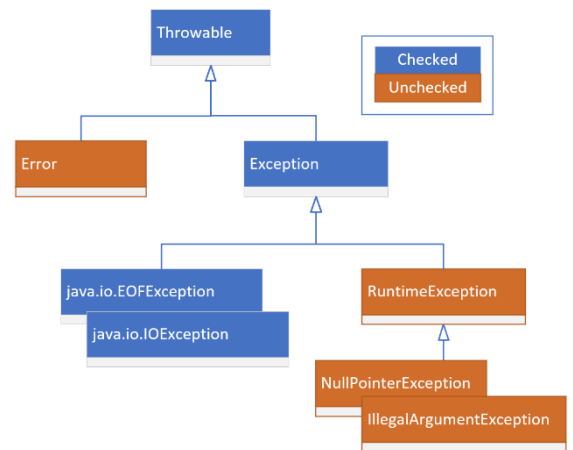 Throwable
Checked
Unchecked
Error
Exception
java.io.EOFException
java.io.IOException
RuntimeException
NullPointerException
IllegalArgumentException